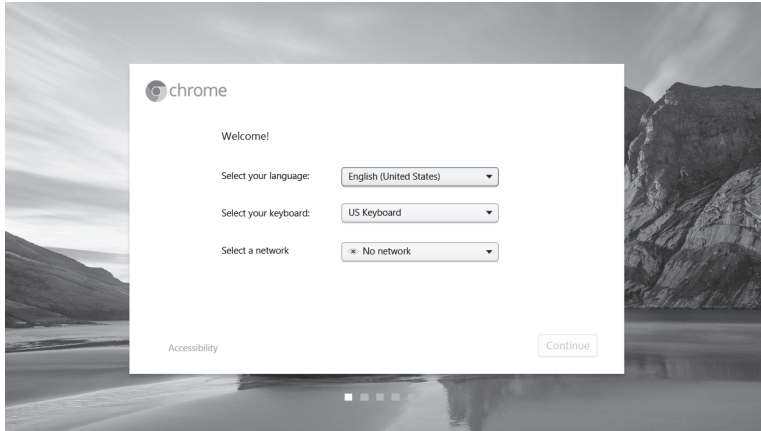 chrome
Welcome!
Select your language: English (United States)
Select your keyboard: US Keyboard
Select a network No network
Accessibility Continue